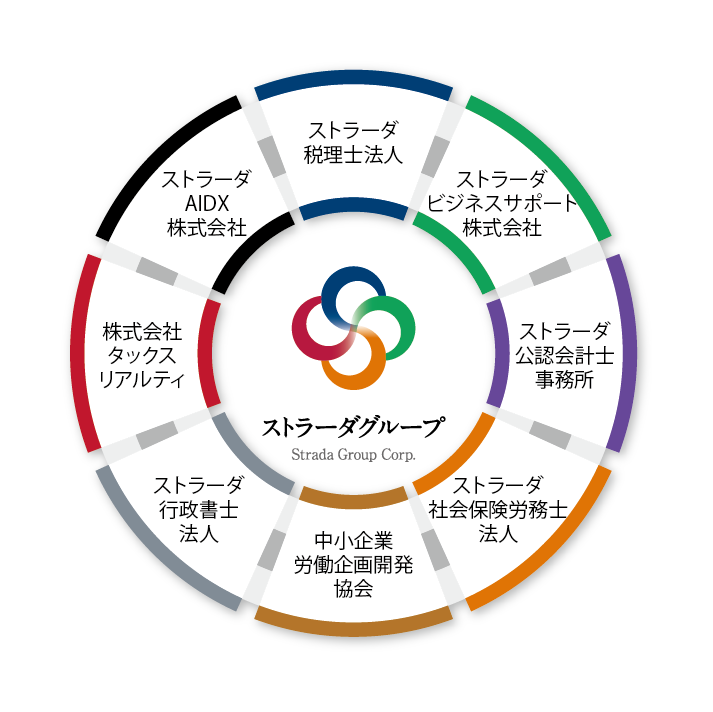 ストラーダ
税理士法人
ストラーダ
ビジネスサポート
株式会社
ストラーダ
公認会計士
事務所
ストラーダ
社会保険労務士
法人
中小企業
労働企画開発
協会
ストラーダ
行政書士
法人
株式会社
タックス
リアルティ
ストラーダ
AIDX
株式会社
ストラーダグループ
Strada Group Corp.